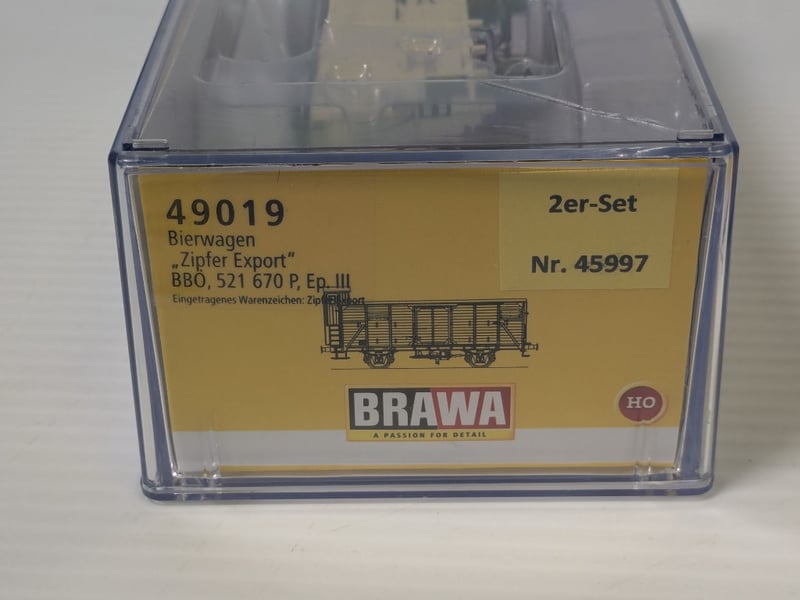 49019
Bierwagen
„Zipfer Export“
BBÖ, 521 670 P, Ep. III
Eingetragenes Warenzeichen: Zipfer Export
2er-Set
Nr. 45997
BRAWA
A PASSION FOR DETAIL
HO